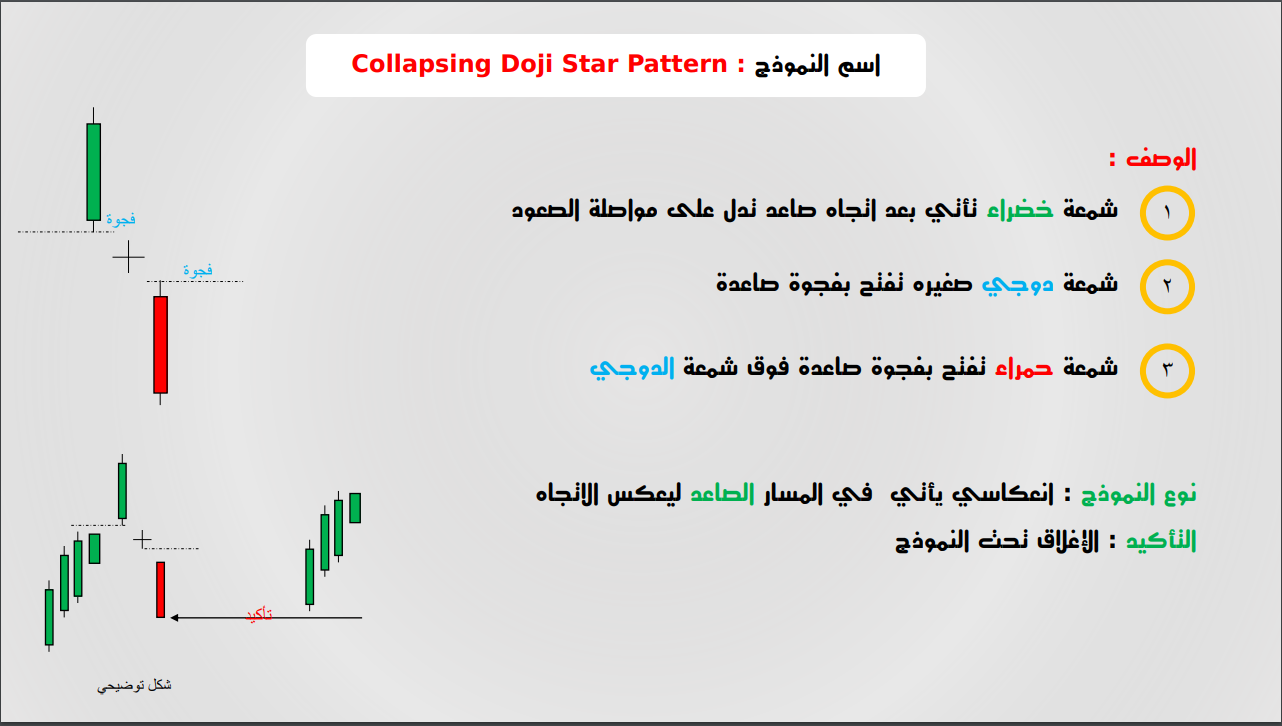 اسم النموذج : Collapsing Doji Star Pattern
الوصف :
١ شمعة خضراء تأتي بعد اتجاه صاعد تدل على مواصلة الصعود
٢ شمعة دوجي صغيره تفتح بفجوة صاعدة
٣ شمعة حمراء تفتح بفجوة صاعدة فوق شمعة الدوجي
نوع النموذج : انعكاسي يأتي في المسار الصاعد ليعكس الاتجاه
التأكيد : الإغلاق تحت النموذج
فجوة
فجوة
تأكيد
شكل توضيحي